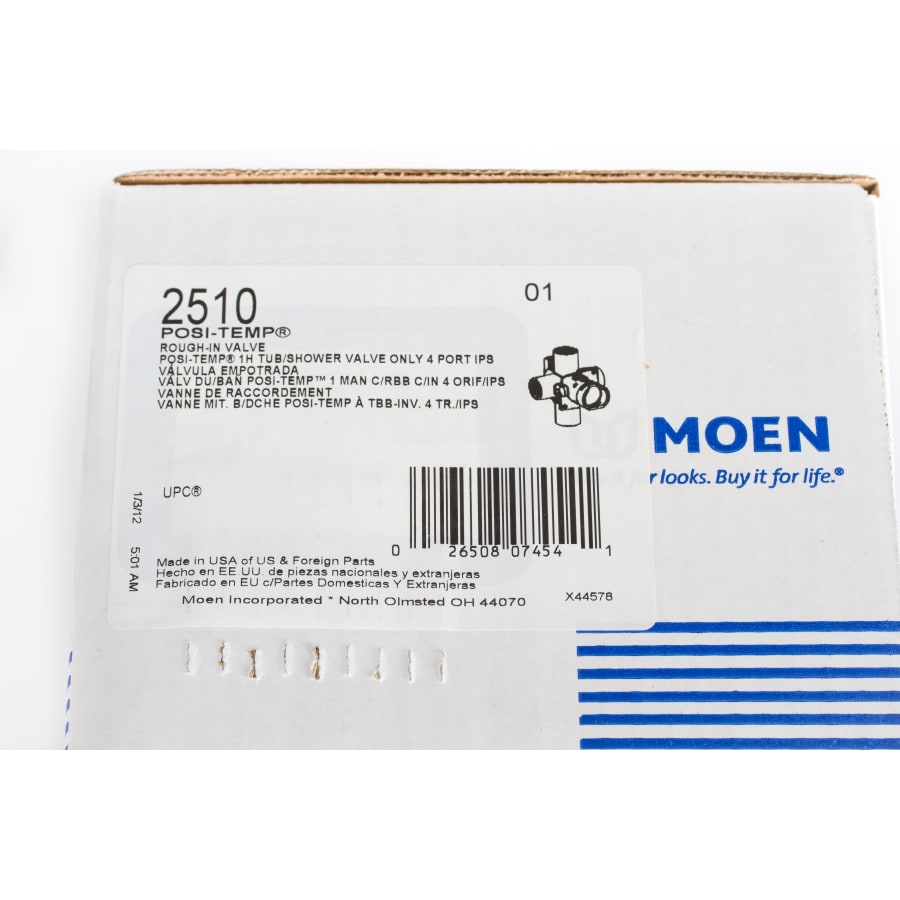 2510
01
POSI-TEMP®
ROUGH-IN VALVE
POSI-TEMP® 1H TUB/SHOWER VALVE ONLY 4 PORT IPS
VÁLVULA EMPOTRADA
VÁLV DU/BAN POSI-TEMP™ 1 MAN C/RBB C/IN 4 ORIF/IPS
VANNE DE RACCORDEMENT
VANNE MIT. B/DCHE POSI-TEMP À TBB-INV. 4 TR./IPS
MOEN
it for looks. Buy it for life.®
UPC®
1/3/12 5:01 AM
0 26508 07454 1
Made in USA of US & Foreign Parts
Hecho en EE UU. de piezas nacionales y extranjeras
Fabricado en EU c/Partes Domesticas Y Extranjeras
Moen Incorporated * North Olmsted OH 44070
X44578